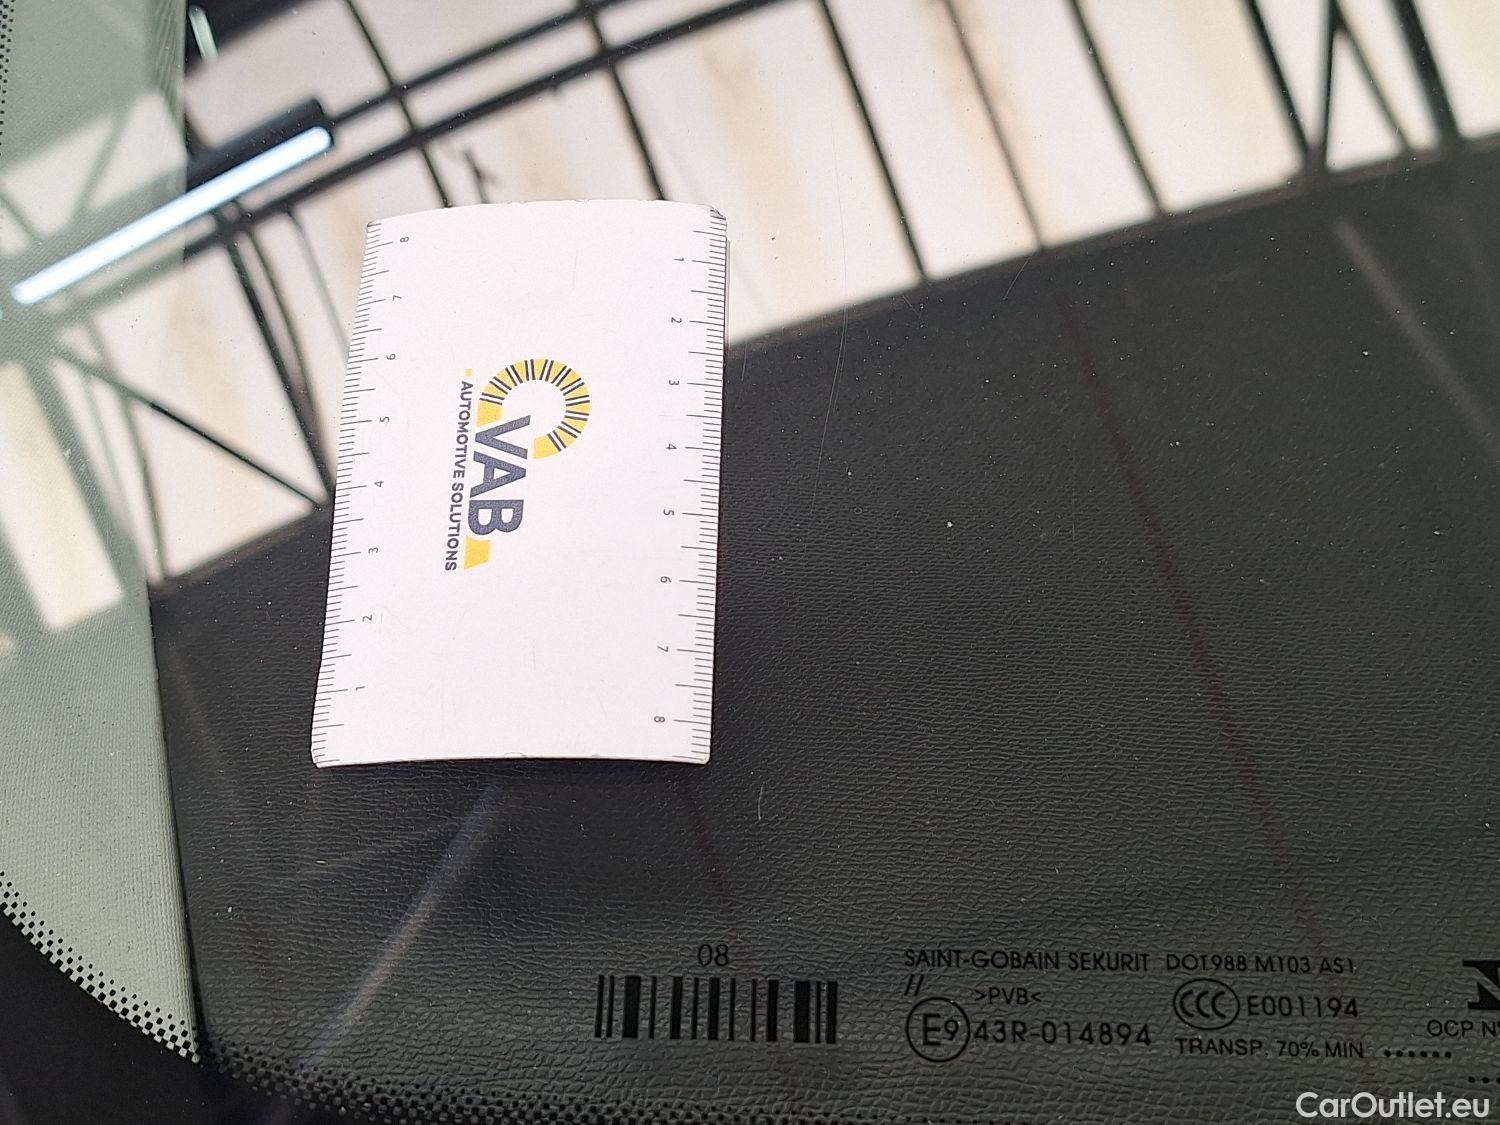 8
7
6
5
4
3
2
1
1
2
3
4
5
6
7
8
VAB
AUTOMOTIVE SOLUTIONS
08
SAINT-GOBAIN SEKURIT DOT988 M103 AS1
// >PVB<
E9 43R-014894
CCC E001194
TRANSP. 70% MIN
OCP
CarOutlet.eu